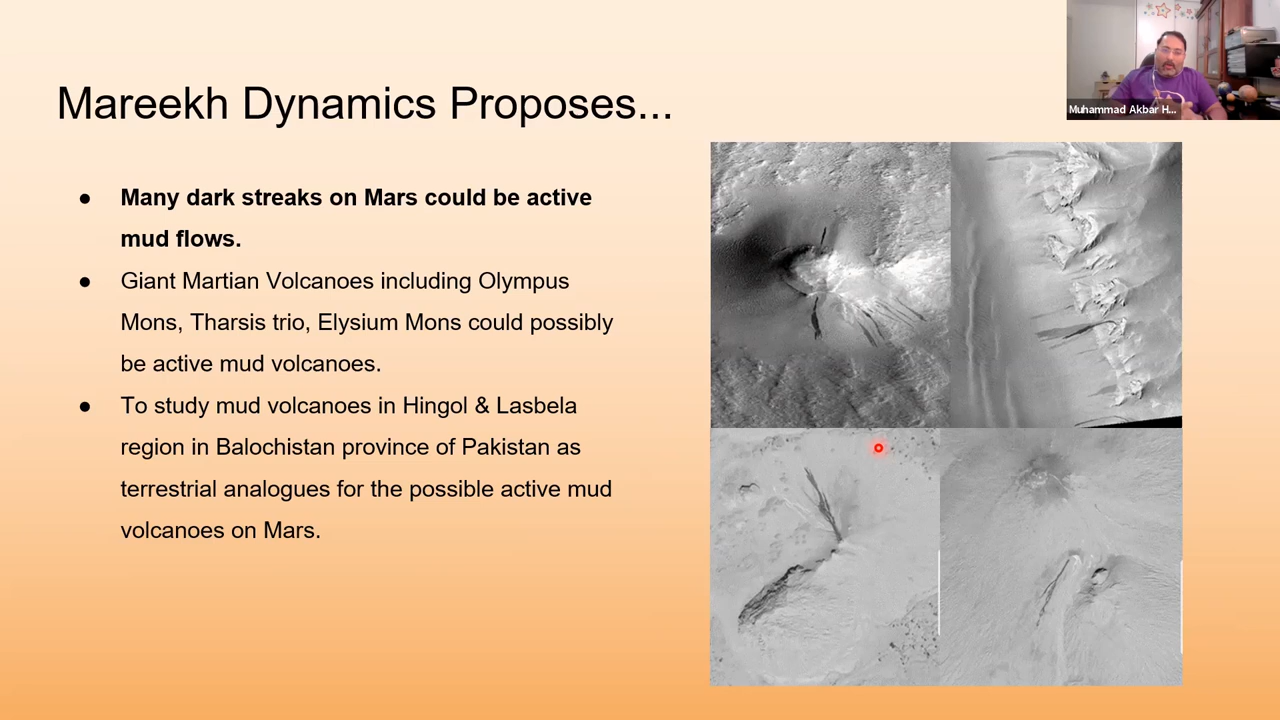 Mareekh Dynamics Proposes...
Muhammad Akbar H...
● Many dark streaks on Mars could be active
mud flows.
● Giant Martian Volcanoes including Olympus
Mons, Tharsis trio, Elysium Mons could possibly
be active mud volcanoes.
● To study mud volcanoes in Hingol & Lasbela
region in Balochistan province of Pakistan as
terrestrial analogues for the possible active mud
volcanoes on Mars.